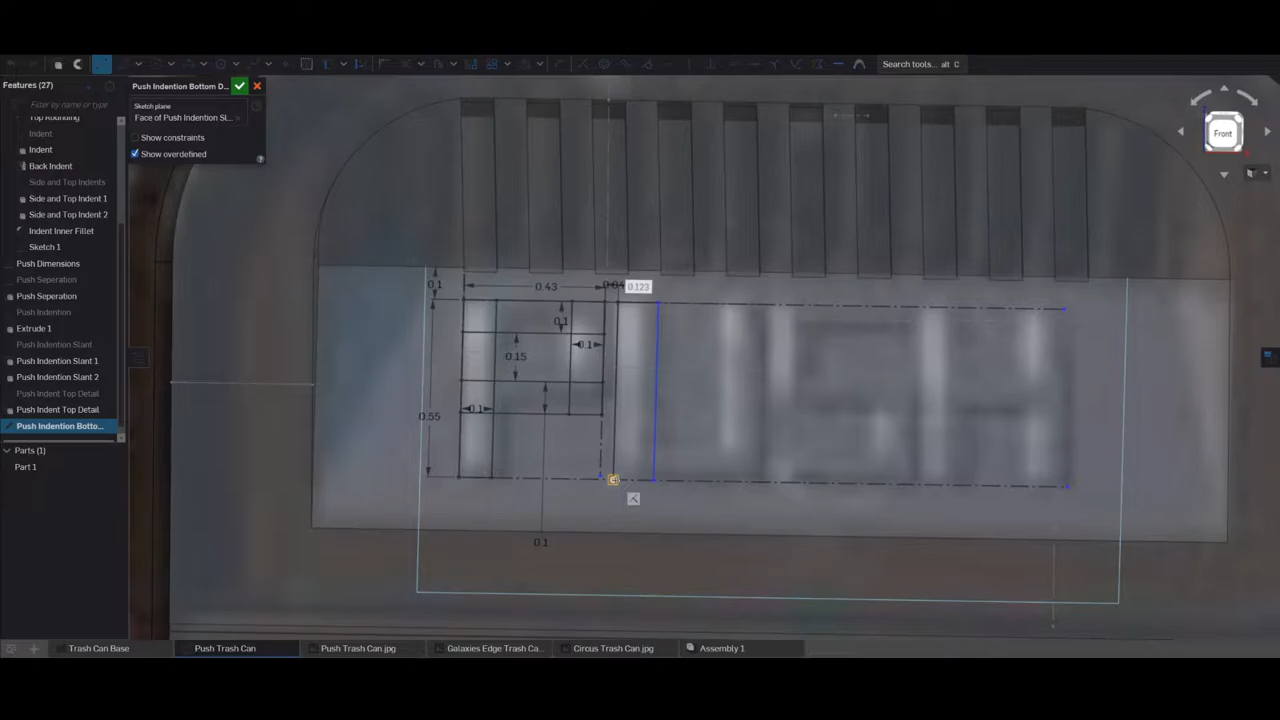 Search tools... alt C
Features (27)
Push Indention Bottom D...
Filter by name or type
Sketch plane
Top Rounding
Face of Push Indention Sl...
Indent
Show constraints
Indent
Show overdefined
Front
Back Indent
Side and Top Indents
Side and Top Indent 1
Side and Top Indent 2
Indent Inner Fillet
Sketch 1
Push Dimensions
Push Seperation
Push Seperation
Push Indention
Extrude 1
Push Indention Slant
Push Indention Slant 1
Push Indention Slant 2
Push Indent Top Detail
Push Indent Top Detail
Push Indention Botto...
Parts (1)
Part 1
0.1
0.43
0.04
0.123
0.1
0.1
0.15
0.1
0.55
0.1
PUSH
Trash Can Base
Push Trash Can
Push Trash Can.jpg
Galaxies Edge Trash Ca...
Circus Trash Can.jpg
Assembly 1